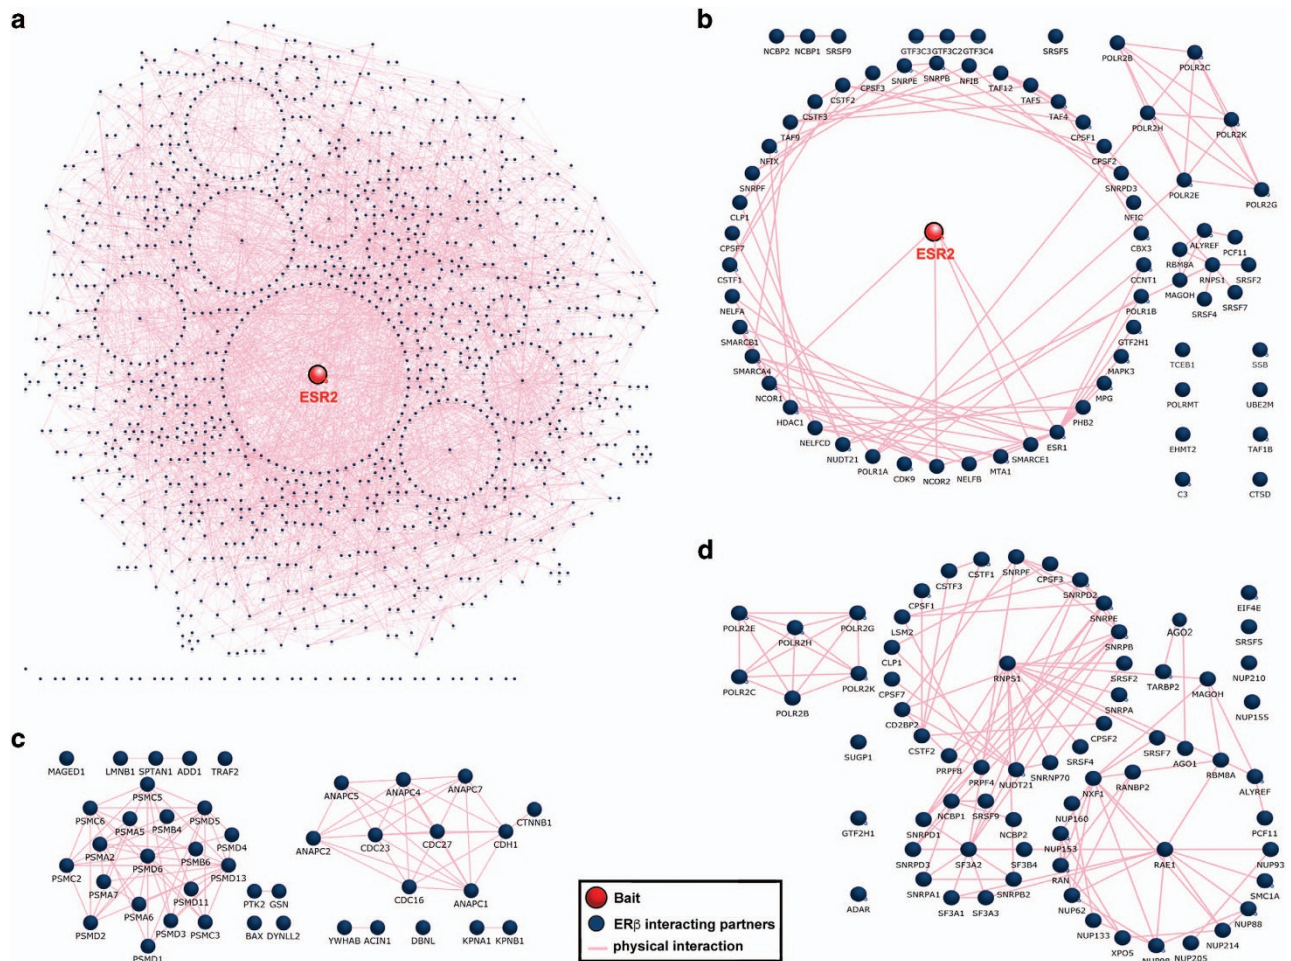 a
ESR2
b
NCBP2 NCBP1 SRSF9
GTF3C3 GTF3C2 GTF3C4
SRSF5
SNRPE
SNRPB
NFIB
TAF12
TAF5
TAF4
CPSF1
CPSF2
SNRPD3
NFIC
CBX3
CCNT1
POLR1B
GTF2H1
MAPK3
MPG
PHB2
ESR1
SMARCE1
MTA1
NELFB
NCOR2
CDK9
POLR1A
NUDT21
NELFCD
HDAC1
NCOR1
SMARCA4
SMARCB1
NELFA
CSTF1
CPSF7
CLP1
SNRPF
NFIX
TAF9
CSTF3
CSTF2
CPSF3
ESR2
POLR2B
POLR2C
POLR2H
POLR2K
POLR2E
POLR2G
ALYREF
PCF11
RBM8A
RNPS1
SRSF2
MAGOH
SRSF4
SRSF7
TCEB1 SSB
POLRMT UBE2M
EHMT2 TAF1B
C3 CTSD
c
MAGED1
LMNB1 SPTAN1 ADD1
TRAF2
PSMC5
PSMC6
PSMD5
PSMA5
PSMB4
PSMD4
PSMA2
PSMB6
PSMD6
PSMC2
PSMD13
PSMA7
PSMD11
PSMA6
PSMD2
PSMD3
PSMC3
PSMD1
PTK2 GSN
BAX DYNLL2
ANAPC5
ANAPC4
ANAPC7
CTNNB1
ANAPC2
CDC23
CDC27
CDH1
CDC16
ANAPC1
YWHAB ACIN1
DBNL
KPNA1 KPNB1
Bait
ERβ interacting partners
physical interaction
d
POLR2E
POLR2G
POLR2H
POLR2C
POLR2K
POLR2B
SUGP1
GTF2H1
ADAR
CSTF3
CSTF1
SNRPF
CPSF3
SNRPD2
SNRPE
SNRPB
SRSF2
SNRPA
CPSF2
SRSF4
SNRNP70
NUDT21
PRPF4
PRPF8
CSTF2
CD2BP2
CPSF7
CLP1
LSM2
CPSF1
RNPS1
NCBP1
SRSF9
NCBP2
SNRPD1
SNRPD3
SF3A2
SF3B4
SNRPA1
SNRPB2
SF3A1
SF3A3
AGO2
TARBP2
MAGOH
SRSF7
AGO1
RBM8A
ALYREF
PCF11
NXF1
RANBP2
NUP160
NUP153
RAN
NUP62
NUP133
XPO5
NUP98
NUP205
NUP214
NUP88
SMC1A
NUP93
RAE1
EIF4E
SRSF5
NUP210
NUP155